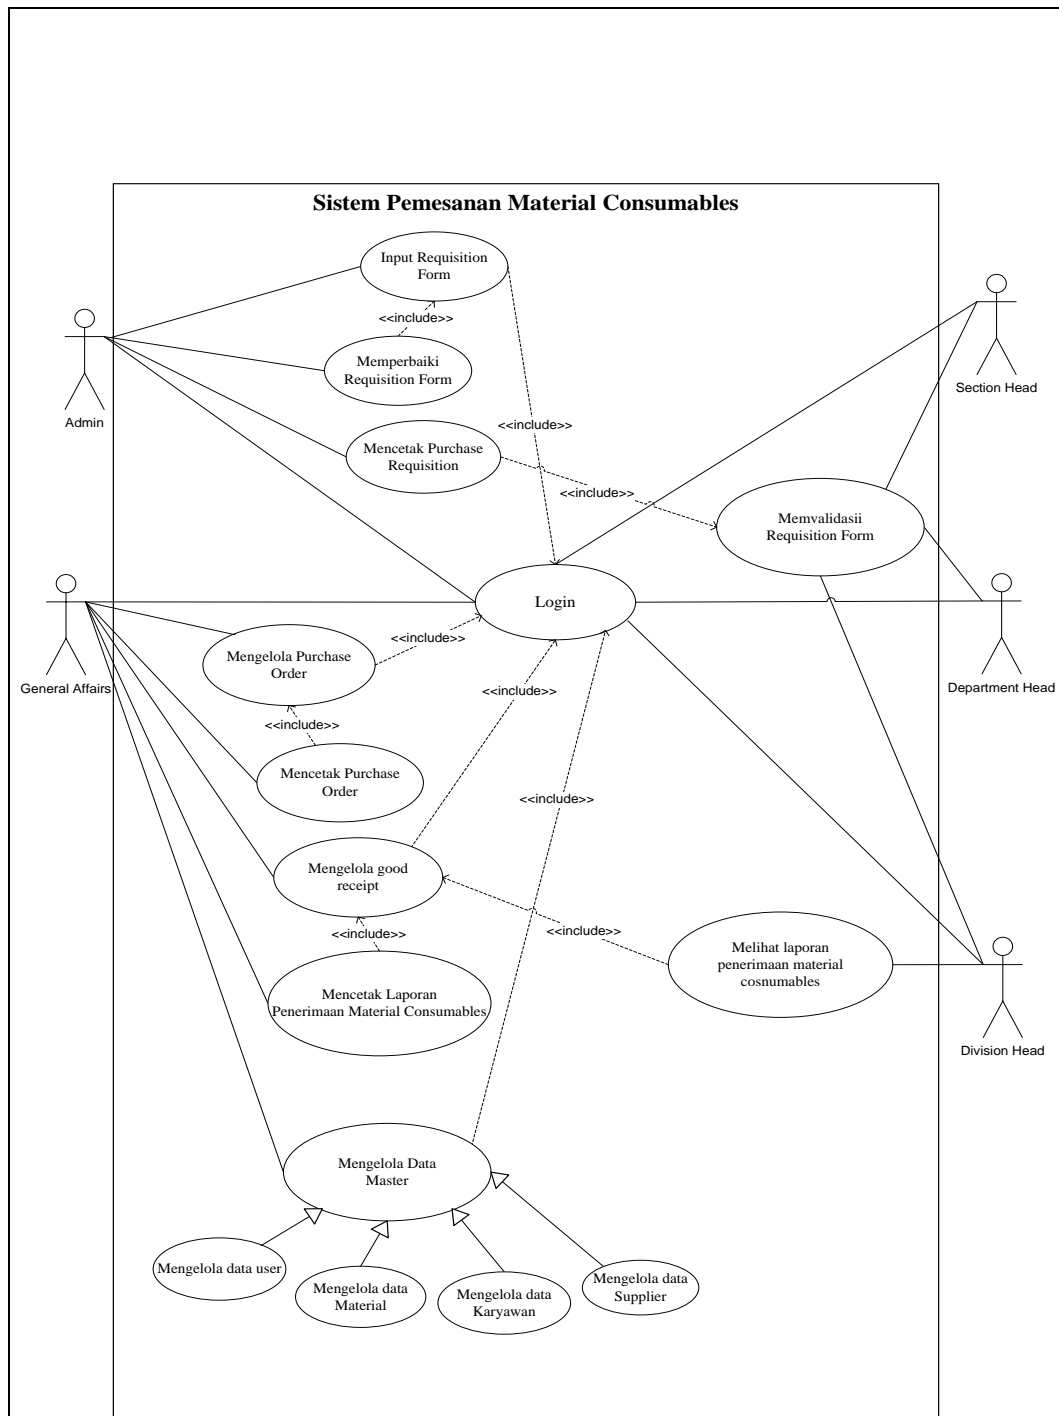 Sistem Pemesanan Material Consumables
Input Requisition
Form
<<include>>
Memperbaiki
Requisition Form
Admin
Section Head
Mencetak Purchase
Requisition
<<include>>
<<include>>
Memvalidasii
Requisition Form
Login
General Affairs
Department Head
Mengelola Purchase
Order
<<include>>
<<include>>
<<include>>
Mencetak Purchase
Order
<<include>>
Mengelola good
receipt
<<include>>
<<include>>
Melihat laporan
penerimaan material
cosnumables
Mencetak Laporan
Penerimaan Material Consumables
Division Head
Mengelola Data
Master
Mengelola data user
Mengelola data
Material
Mengelola data
Karyawan
Mengelola data
Supplier